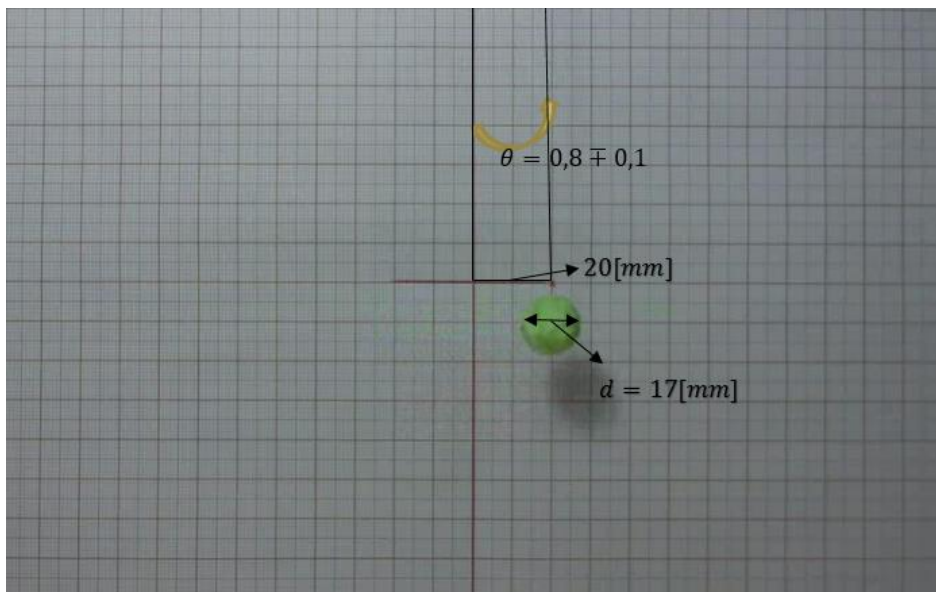 θ = 0,8 ∓ 0,1
20[mm]
d = 17[mm]